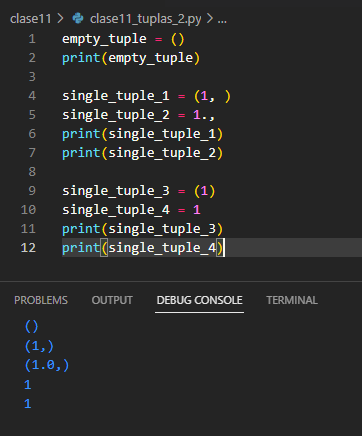 clase11 > clase11_tuplas_2.py > ...
1 empty_tuple = ()
2 print(empty_tuple)
3
4 single_tuple_1 = (1, )
5 single_tuple_2 = 1.,
6 print(single_tuple_1)
7 print(single_tuple_2)
8
9 single_tuple_3 = (1)
10 single_tuple_4 = 1
11 print(single_tuple_3)
12 print(single_tuple_4)
PROBLEMS OUTPUT DEBUG CONSOLE TERMINAL
()
(1,)
(1.0,)
1
1